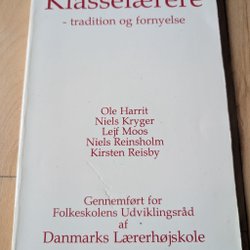 Klasselærere
- tradition og fornyelse
Ole Harrit
Niels Kryger
Lejf Moos
Niels Reinsholm
Kirsten Reisby
Gennemført for
Folkeskolens Udviklingsråd
af
Danmarks Lærerhøjskole